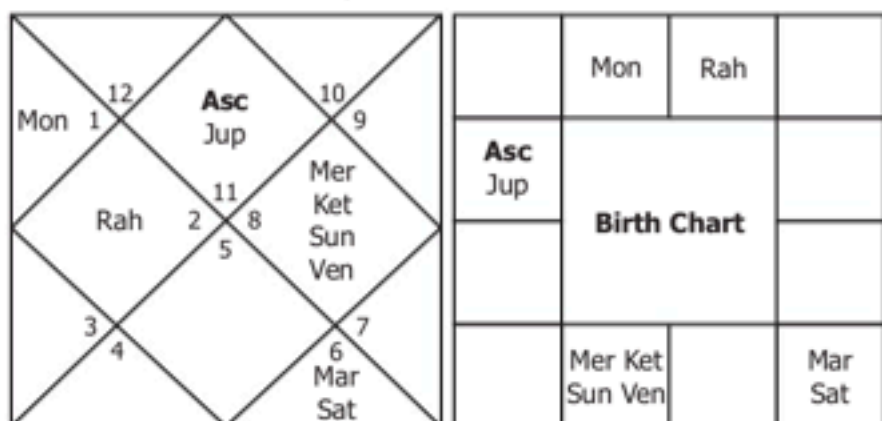 12
10
Mon 1
Asc
9
Jup
11
Mer
Ket
Sun
Ven
Rah 2
8
5
3
4
7
6
Mar
Sat
Mon
Rah
Asc
Jup
Birth Chart
Mer Ket
Sun Ven
Mar
Sat